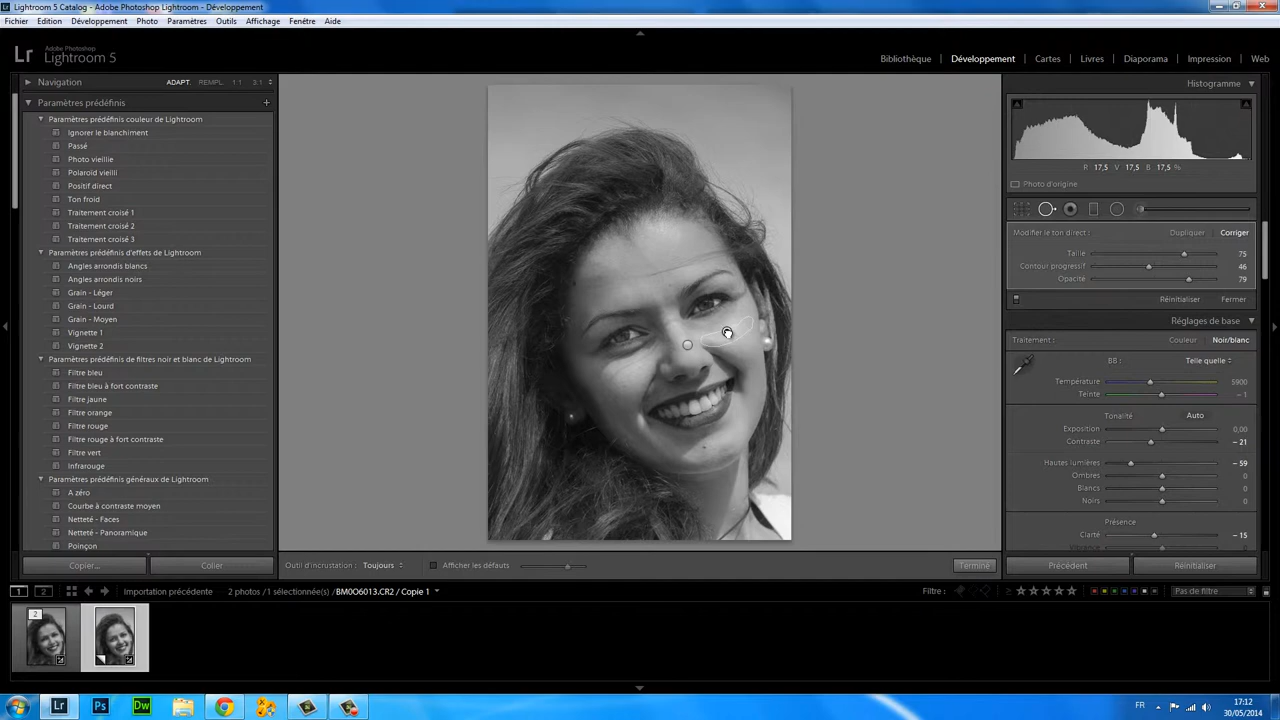 Lightroom 5 Catalog - Adobe Photoshop Lightroom - Développement
Fichier Edition Développement Photo Paramètres Outils Affichage Fenêtre Aide
Lr Adobe Photoshop
Lightroom 5
Bibliothèque Développement Cartes Livres Diaporama Impression Web
Navigation ADAPT. REMPL. 1:1 3:1
Paramètres prédéfinis +
Paramètres prédéfinis couleur de Lightroom
Ignorer le blanchiment
Passé
Photo vieillie
Polaroïd vieilli
Positif direct
Ton froid
Traitement croisé 1
Traitement croisé 2
Traitement croisé 3
Paramètres prédéfinis d'effets de Lightroom
Angles arrondis blancs
Angles arrondis noirs
Grain - Léger
Grain - Lourd
Grain - Moyen
Vignette 1
Vignette 2
Paramètres prédéfinis de filtres noir et blanc de Lightroom
Filtre bleu
Filtre bleu à fort contraste
Filtre jaune
Filtre orange
Filtre rouge
Filtre rouge à fort contraste
Filtre vert
Infrarouge
Paramètres prédéfinis généraux de Lightroom
A zéro
Courbe à contraste moyen
Netteté - Faces
Netteté - Panoramique
Poinçon
Copier... Coller
Histogramme
R 17,5 V 17,5 B 17,5 %
Photo d'origine
Modifier le ton direct : Dupliquer Corriger
Taille 75
Contour progressif 46
Opacité 79
Réinitialiser Fermer
Réglages de base
Traitement : Couleur Noir/blanc
BB : Telle quelle
Température 5900
Teinte – 1
Tonalité Auto
Exposition 0,00
Contraste – 21
Hautes lumières – 59
Ombres 0
Blancs 0
Noirs 0
Présence
Clarté – 15
Vibrance
Précédent Réinitialiser
Outil d'incrustation : Toujours Afficher les défauts Terminé
1 2 Importation précédente 2 photos /1 sélectionnée(s) /BM0O6013.CR2 / Copie 1 Filtre : Pas de filtre
2
Lr Ps Dw FR 17:12
30/05/2014